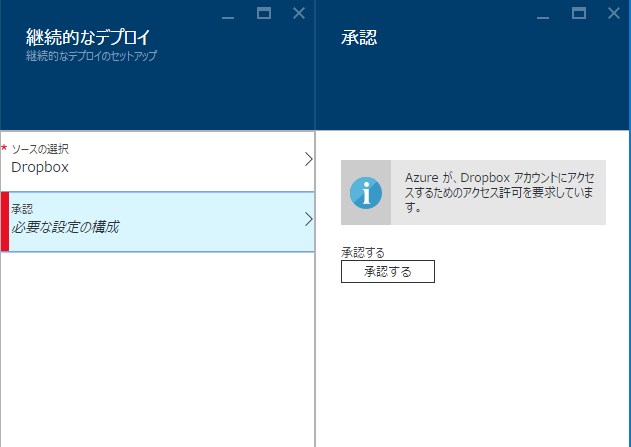 継続的なデプロイ
継続的なデプロイのセットアップ
* ソースの選択
Dropbox
承認
必要な設定の構成
承認
Azure が、Dropbox アカウントにアクセ
スするためのアクセス許可を要求していま
す。
承認する
承認する